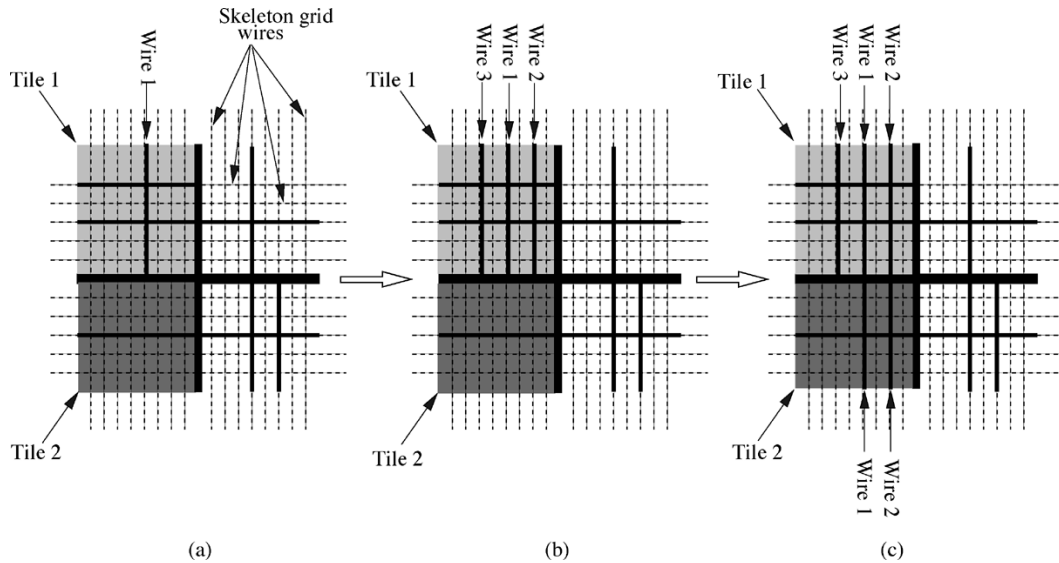 Skeleton grid
wires
Tile 1
Wire 1
Tile 2
(a)
Tile 1
Wire 3
Wire 1
Wire 2
Tile 2
(b)
Tile 1
Wire 3
Wire 1
Wire 2
Tile 2
Wire 1
Wire 2
(c)